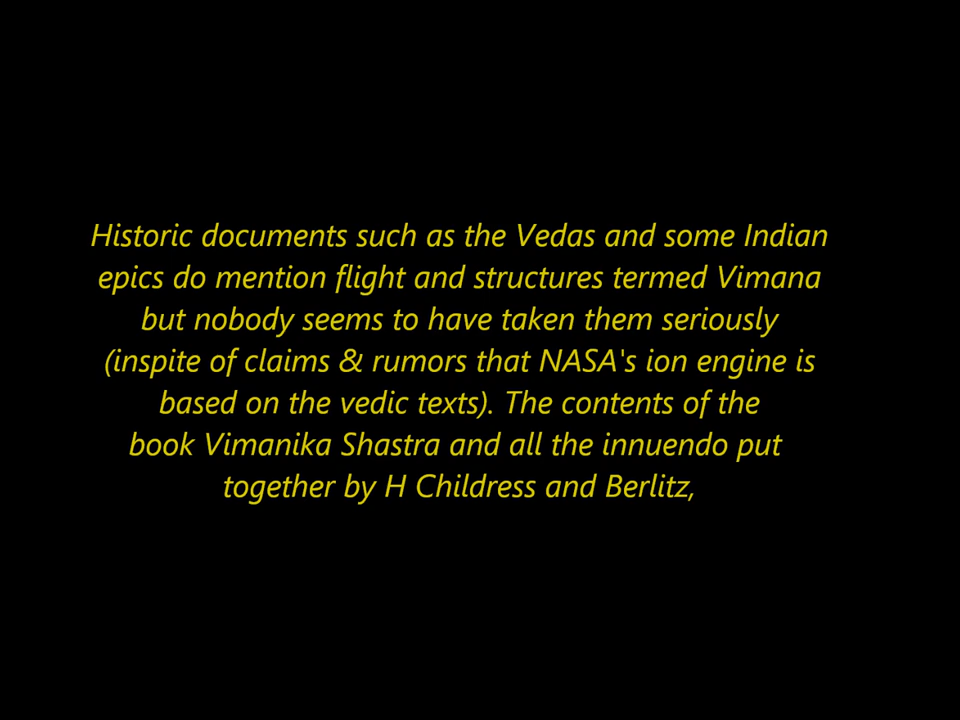 Historic documents such as the Vedas and some Indian
epics do mention flight and structures termed Vimana
but nobody seems to have taken them seriously
(inspite of claims & rumors that NASA's ion engine is
based on the vedic texts). The contents of the
book Vimanika Shastra and all the innuendo put
together by H Childress and Berlitz,